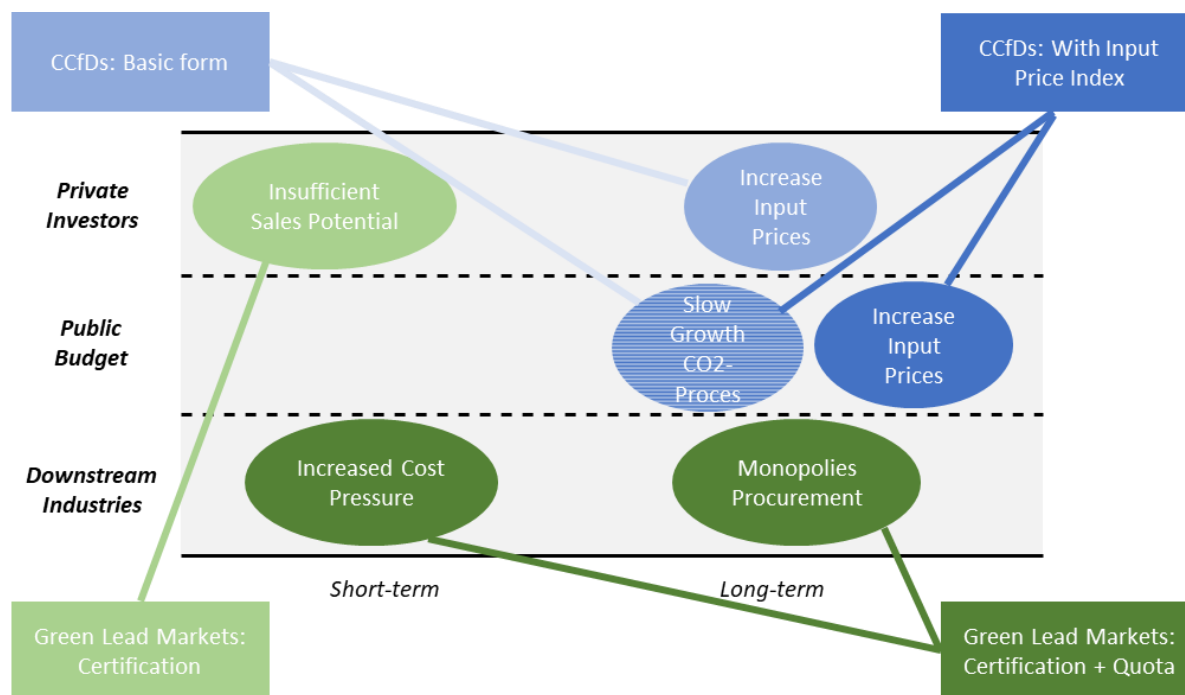 CCfDs: Basic form
CCfDs: With Input
Price Index
Private
Investors
Insufficient
Sales Potential
Increase
Input
Prices
Public
Budget
Slow
Growth
CO2-
Proces
Increase
Input
Prices
Downstream
Industries
Increased Cost
Pressure
Monopolies
Procurement
Short-term
Long-term
Green Lead Markets:
Certification
Green Lead Markets:
Certification + Quota